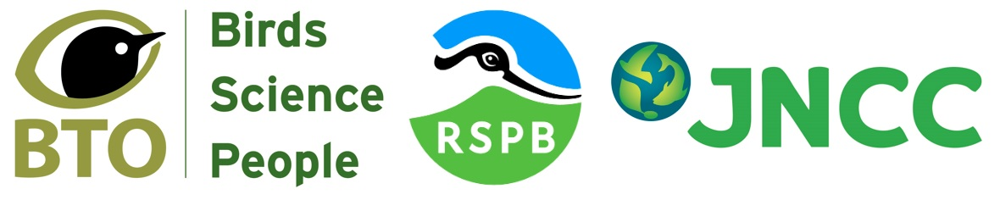 BTO
Birds
Science
People
RSPB
JNCC